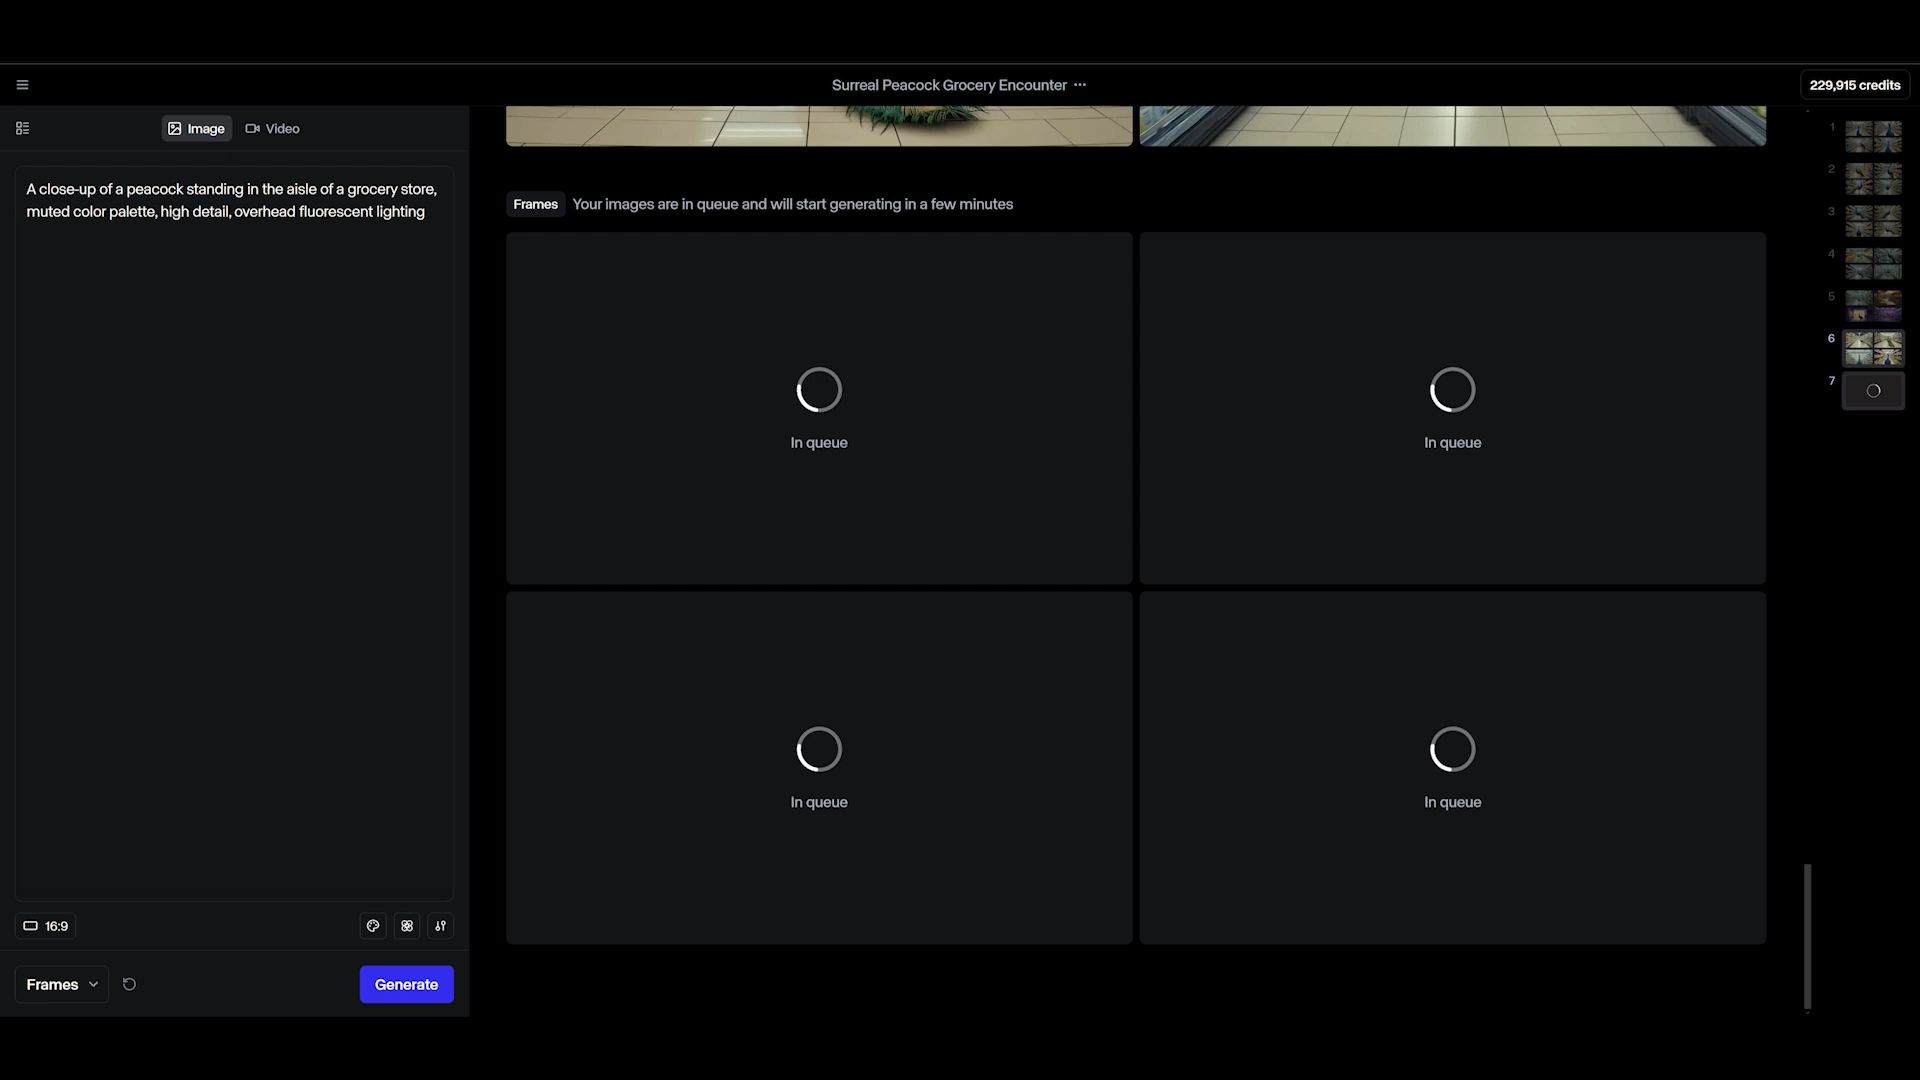 Surreal Peacock Grocery Encounter
229,915 credits
Image
Video
A close-up of a peacock standing in the aisle of a grocery store,
muted color palette, high detail, overhead fluorescent lighting
16:9
Frames
Generate
Frames Your images are in queue and will start generating in a few minutes
In queue
In queue
In queue
In queue
1
2
3
4
5
6
7